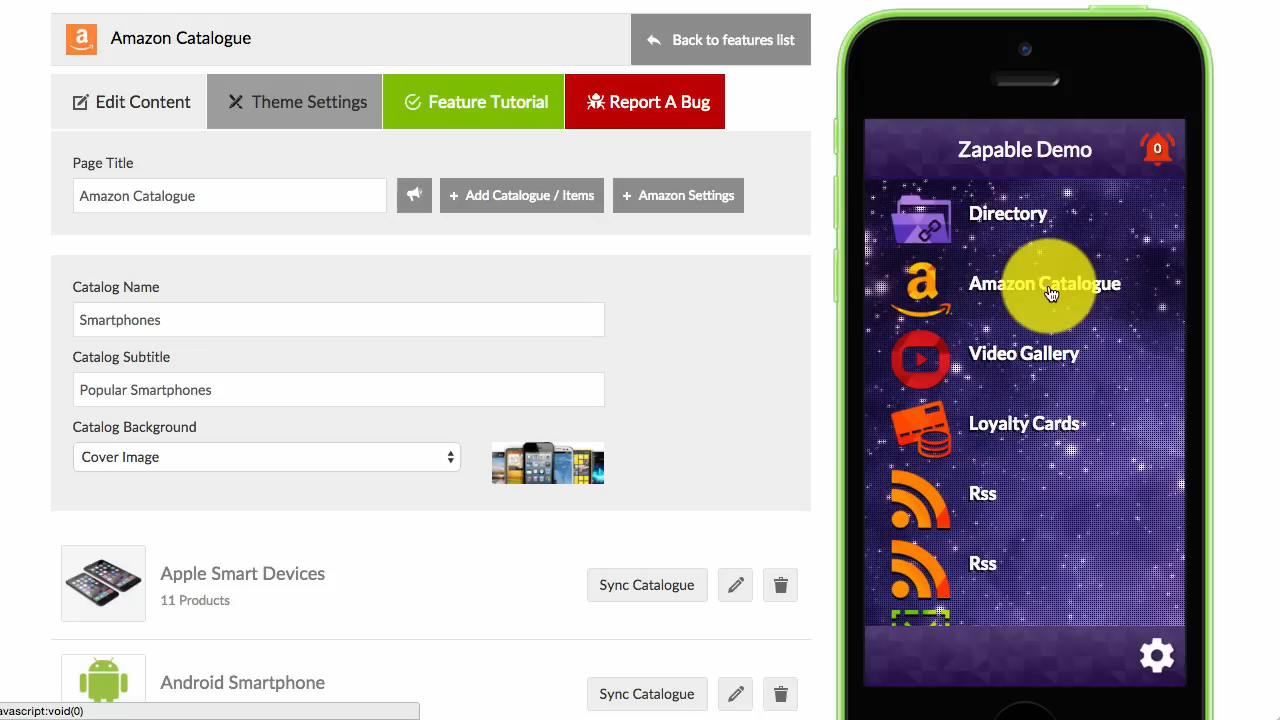 Amazon Catalogue
Back to features list
Edit Content
Theme Settings
Feature Tutorial
Report A Bug
Page Title
Amazon Catalogue
+ Add Catalogue / Items
+ Amazon Settings
Catalog Name
Smartphones
Catalog Subtitle
Popular Smartphones
Catalog Background
Cover Image
Apple Smart Devices
11 Products
Sync Catalogue
Android Smartphone
Sync Catalogue
avascript:void(0)
Zapable Demo
0
Directory
Amazon Catalogue
Video Gallery
Loyalty Cards
Rss
Rss